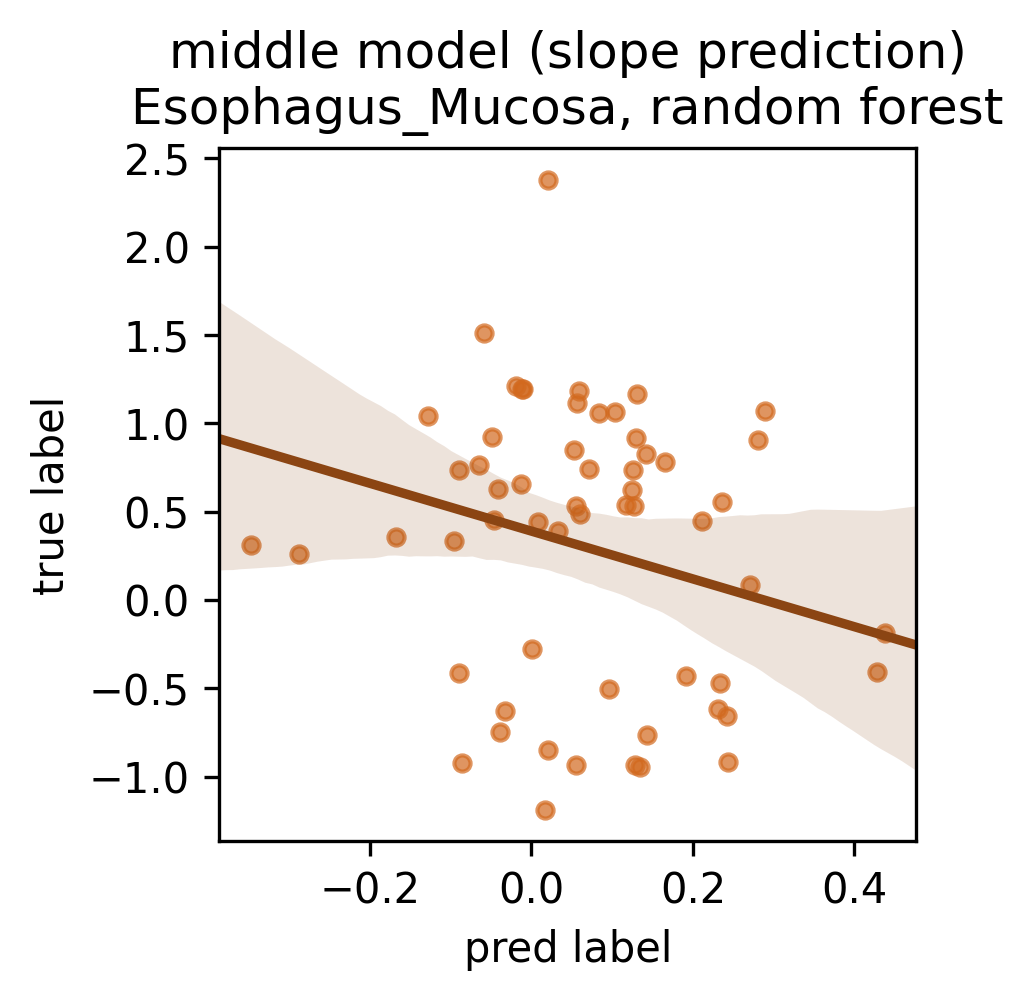 middle model (slope prediction)
Esophagus_Mucosa, random forest
2.5
2.0
1.5
1.0
0.5
0.0
−0.5
−1.0
true label
−0.2 0.0 0.2 0.4
pred label